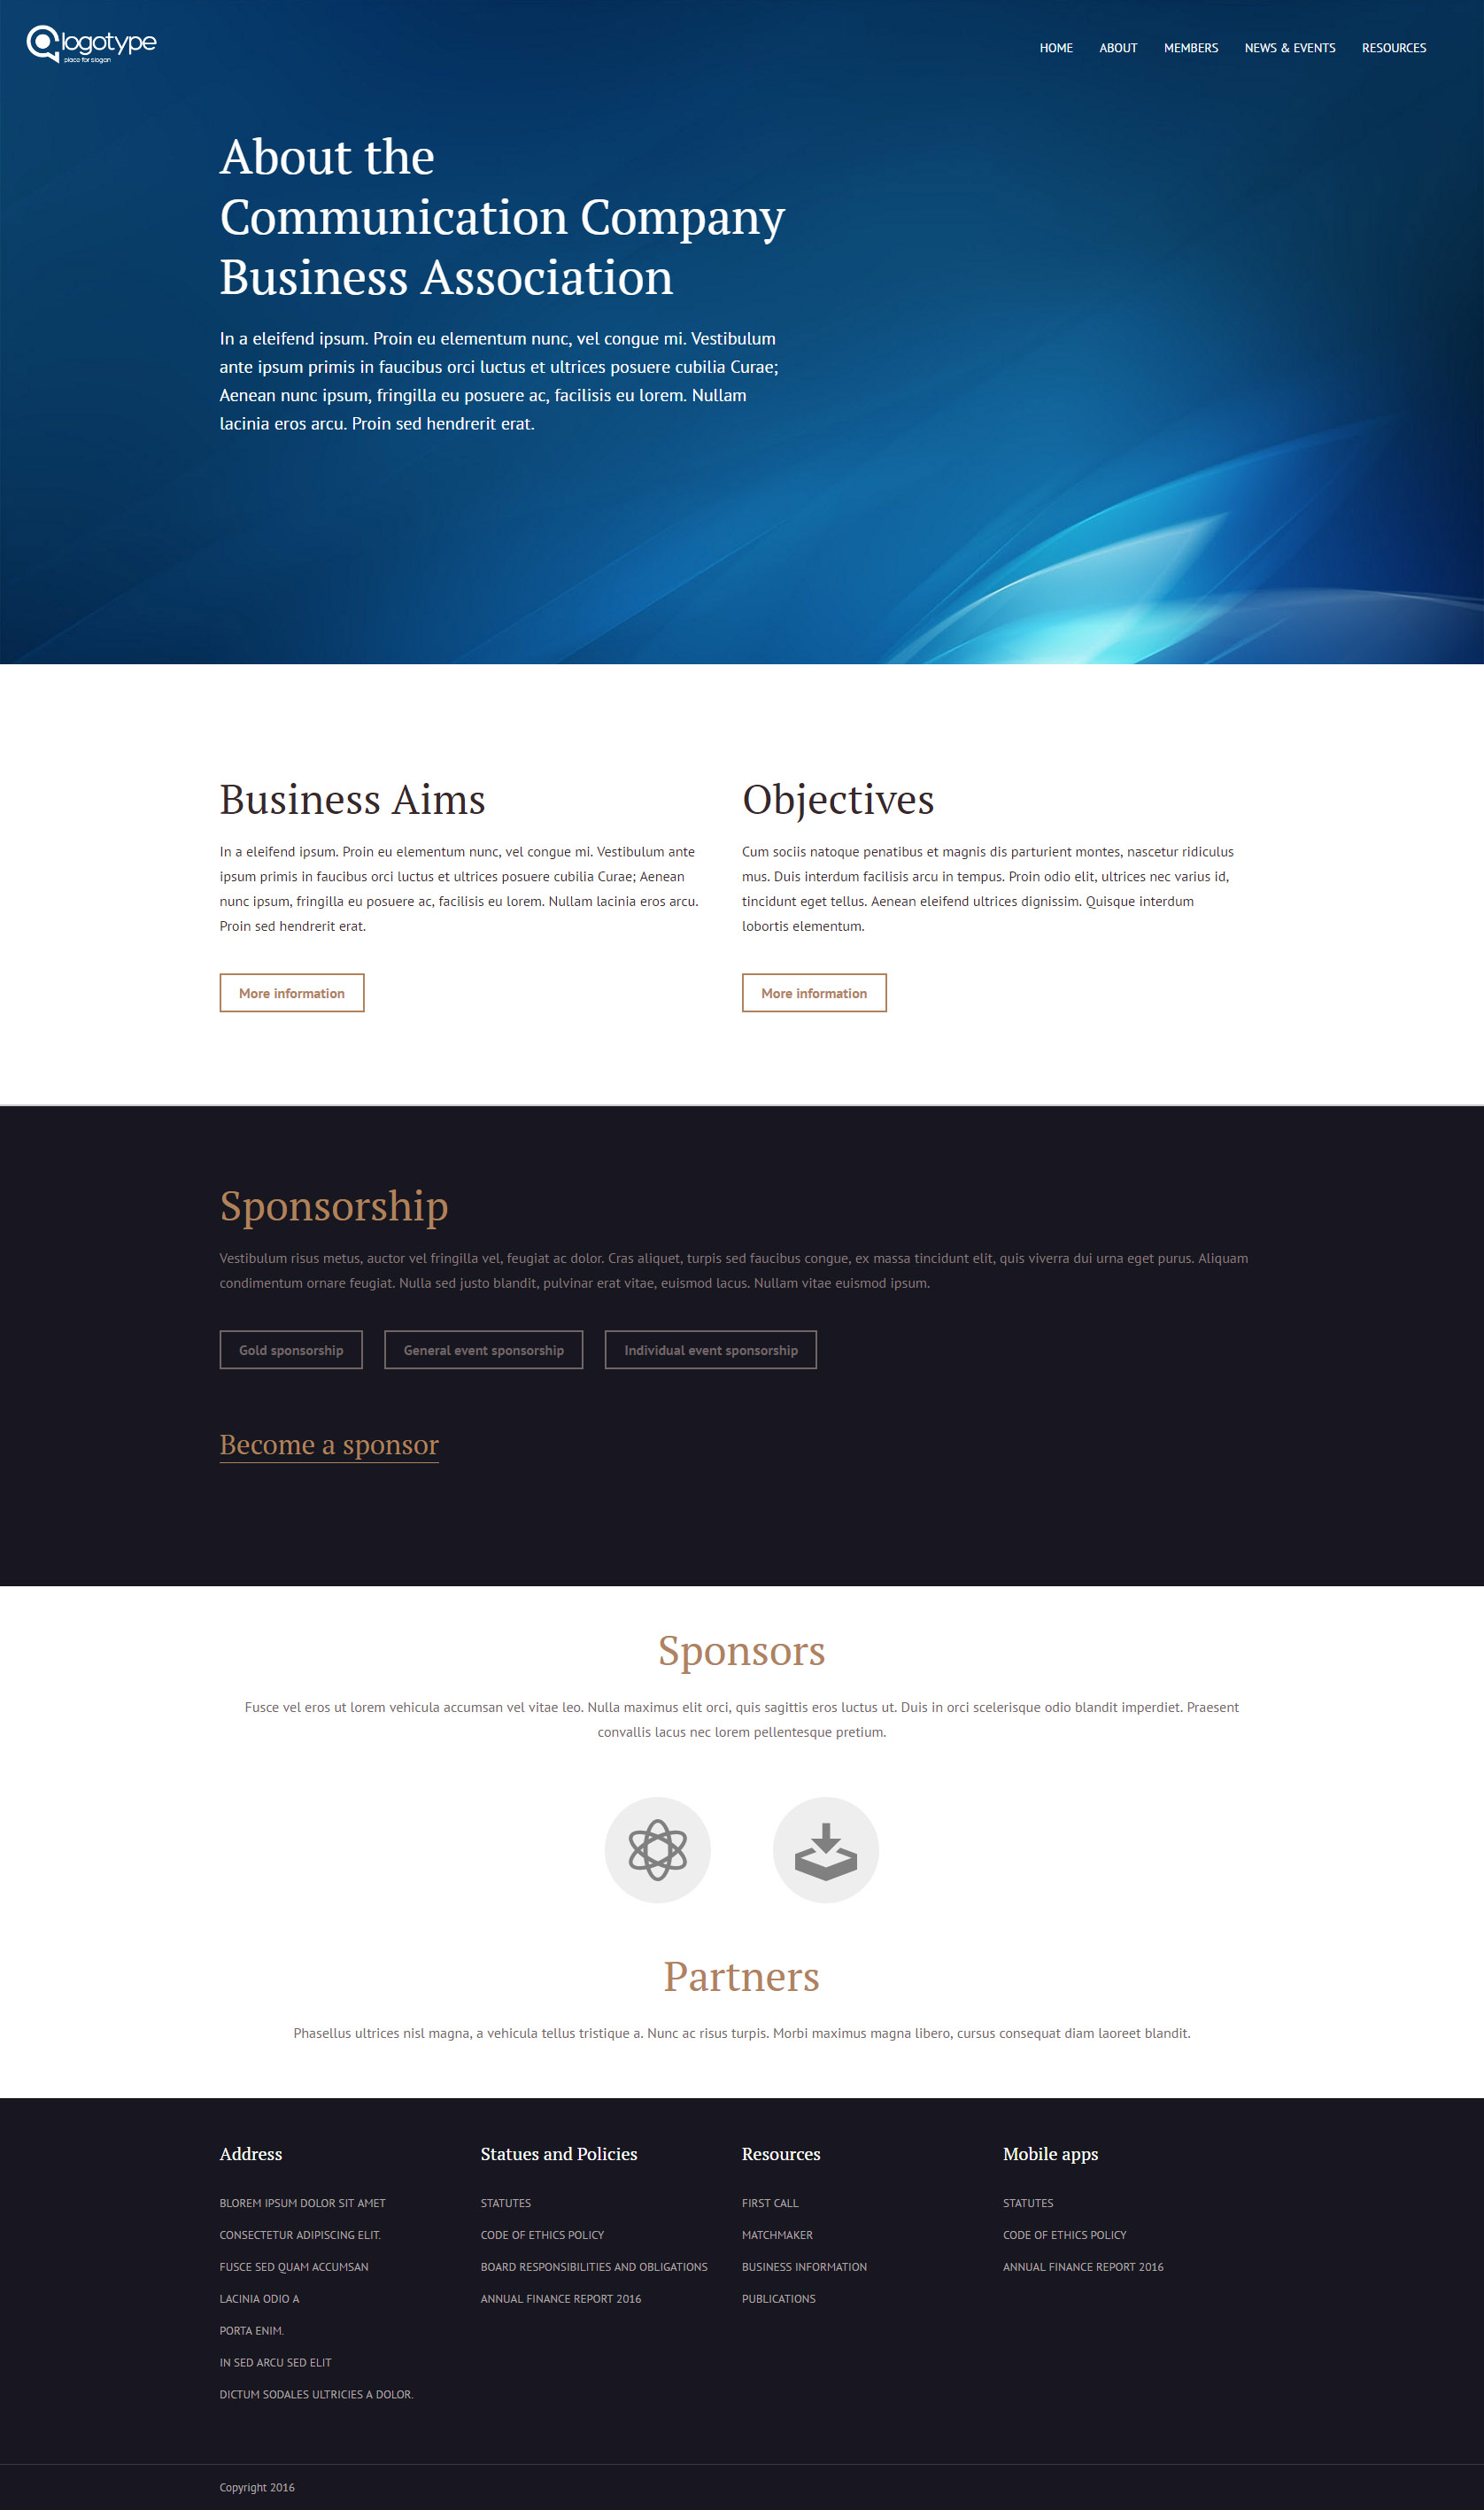 logotype
place for slogan
HOME ABOUT MEMBERS NEWS & EVENTS RESOURCES
About the
Communication Company
Business Association
In a eleifend ipsum. Proin eu elementum nunc, vel congue mi. Vestibulum
ante ipsum primis in faucibus orci luctus et ultrices posuere cubilia Curae;
Aenean nunc ipsum, fringilla eu posuere ac, facilisis eu lorem. Nullam
lacinia eros arcu. Proin sed hendrerit erat.
Business Aims
In a eleifend ipsum. Proin eu elementum nunc, vel congue mi. Vestibulum ante
ipsum primis in faucibus orci luctus et ultrices posuere cubilia Curae; Aenean
nunc ipsum, fringilla eu posuere ac, facilisis eu lorem. Nullam lacinia eros arcu.
Proin sed hendrerit erat.
More information
Objectives
Cum sociis natoque penatibus et magnis dis parturient montes, nascetur ridiculus
mus. Duis interdum facilisis arcu in tempus. Proin odio elit, ultrices nec varius id,
tincidunt eget tellus. Aenean eleifend ultrices dignissim. Quisque interdum
lobortis elementum.
More information
Sponsorship
Vestibulum risus metus, auctor vel fringilla vel, feugiat ac dolor. Cras aliquet, turpis sed faucibus congue, ex massa tincidunt elit, quis viverra dui urna eget purus. Aliquam
condimentum ornare feugiat. Nulla sed justo blandit, pulvinar erat vitae, euismod lacus. Nullam vitae euismod ipsum.
Gold sponsorship
General event sponsorship
Individual event sponsorship
Become a sponsor
Sponsors
Fusce vel eros ut lorem vehicula accumsan vel vitae leo. Nulla maximus elit orci, quis sagittis eros luctus ut. Duis in orci scelerisque odio blandit imperdiet. Praesent
convallis lacus nec lorem pellentesque pretium.
Partners
Phasellus ultrices nisl magna, a vehicula tellus tristique a. Nunc ac risus turpis. Morbi maximus magna libero, cursus consequat diam laoreet blandit.
Address
BLOREM IPSUM DOLOR SIT AMET
CONSECTETUR ADIPISCING ELIT.
FUSCE SED QUAM ACCUMSAN
LACINIA ODIO A
PORTA ENIM.
IN SED ARCU SED ELIT
DICTUM SODALES ULTRICIES A DOLOR.
Statues and Policies
STATUTES
CODE OF ETHICS POLICY
BOARD RESPONSIBILITIES AND OBLIGATIONS
ANNUAL FINANCE REPORT 2016
Resources
FIRST CALL
MATCHMAKER
BUSINESS INFORMATION
PUBLICATIONS
Mobile apps
STATUTES
CODE OF ETHICS POLICY
ANNUAL FINANCE REPORT 2016
Copyright 2016